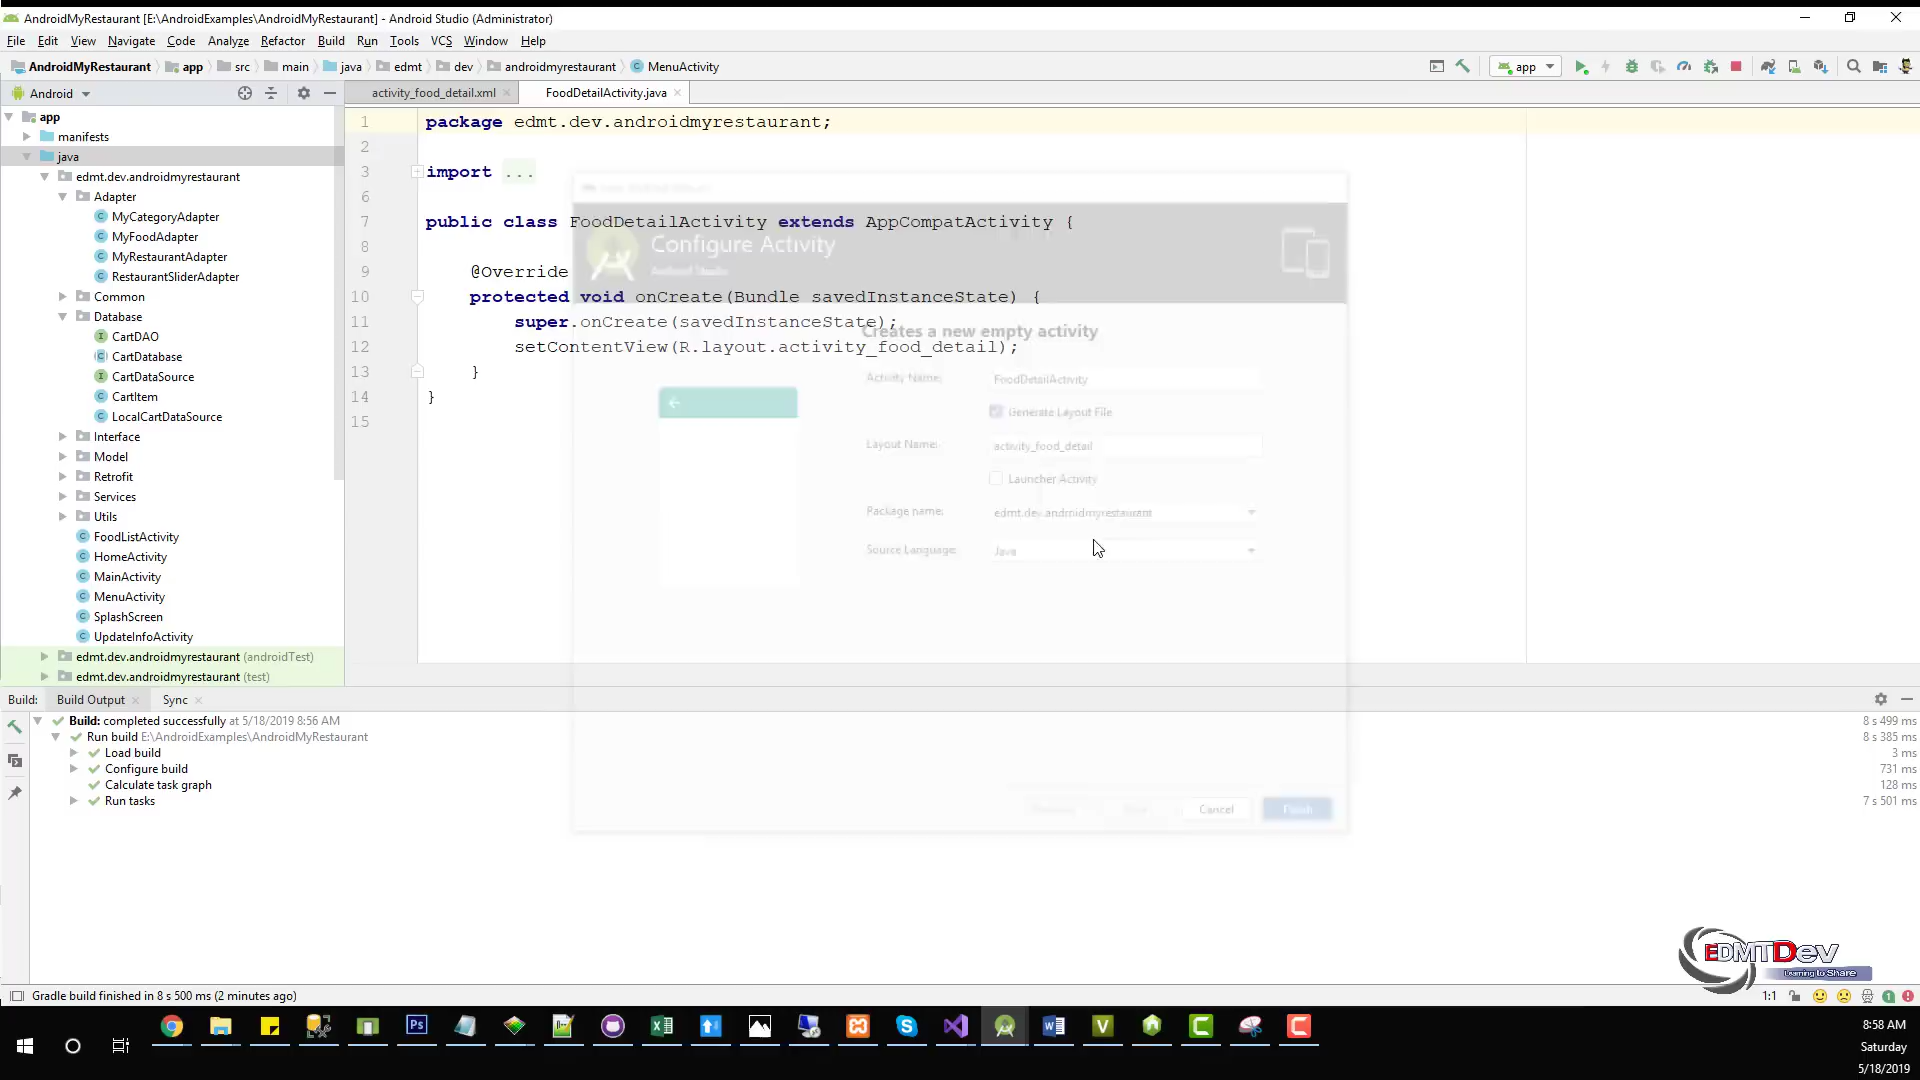 AndroidMyRestaurant [E:\AndroidExamples\AndroidMyRestaurant] - Android Studio (Administrator)
File Edit View Navigate Code Analyze Refactor Build Run Tools VCS Window Help
AndroidMyRestaurant app src main java edmt dev androidmyrestaurant MenuActivity app
Android activity_food_detail.xml FoodDetailActivity.java
app
manifests
java
edmt.dev.androidmyrestaurant
Adapter
MyCategoryAdapter
MyFoodAdapter
MyRestaurantAdapter
RestaurantSliderAdapter
Common
Database
CartDAO
CartDatabase
CartDataSource
CartItem
LocalCartDataSource
Interface
Model
Retrofit
Services
Utils
FoodListActivity
HomeActivity
MainActivity
MenuActivity
SplashScreen
UpdateInfoActivity
edmt.dev.androidmyrestaurant (androidTest)
edmt.dev.androidmyrestaurant (test)
1 package edmt.dev.androidmyrestaurant;
2
3 import ...
6
7 public class FoodDetailActivity extends AppCompatActivity {
8
9 @Override
10 protected void onCreate(Bundle savedInstanceState) {
11 super.onCreate(savedInstanceState);
12 setContentView(R.layout.activity_food_detail);
13 }
14 }
15
Configure Activity
Android Studio
Creates a new empty activity
Activity Name: FoodDetailActivity
Generate Layout File
Layout Name: activity_food_detail
Launcher Activity
Package name: edmt.dev.androidmyrestaurant
Source Language: Java
Cancel Finish
Build: Build Output Sync
Build: completed successfully at 5/18/2019 8:56 AM 8 s 499 ms
Run build E:\AndroidExamples\AndroidMyRestaurant 8 s 385 ms
Load build 3 ms
Configure build 731 ms
Calculate task graph 128 ms
Run tasks 7 s 501 ms
EDMTDev
Learning to Share
Gradle build finished in 8 s 500 ms (2 minutes ago) 1:1 1
8:58 AM
Saturday
5/18/2019